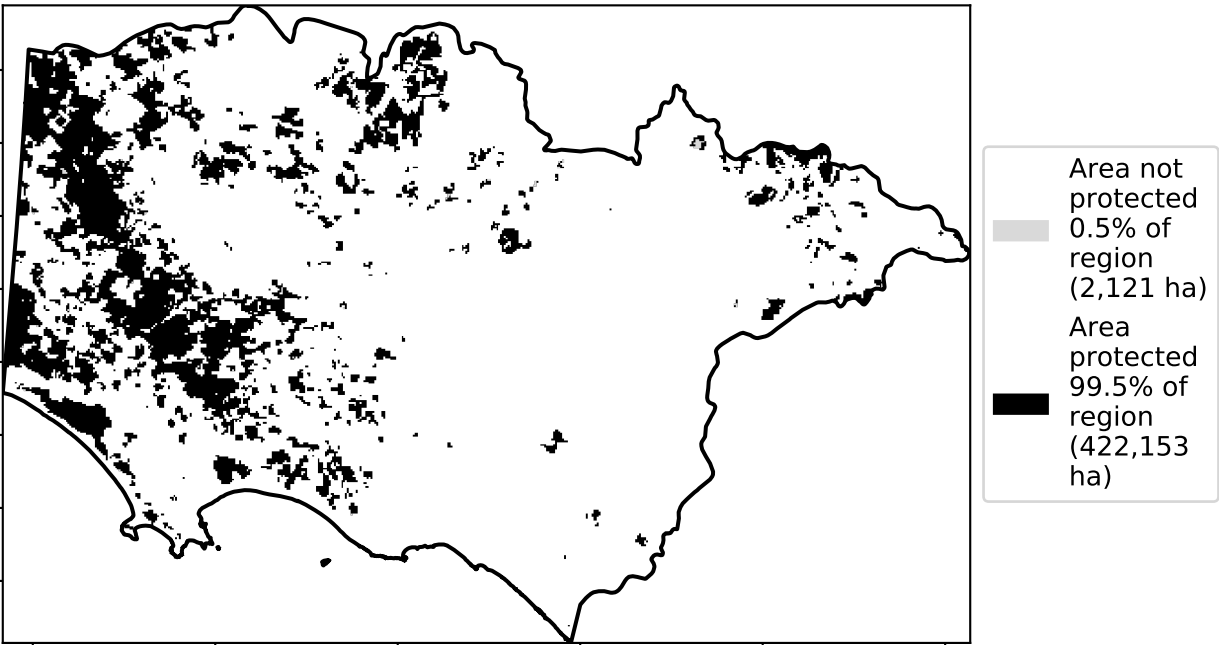 Area not
protected
0.5% of
region
(2,121 ha)
Area
protected
99.5% of
region
(422,153
ha)